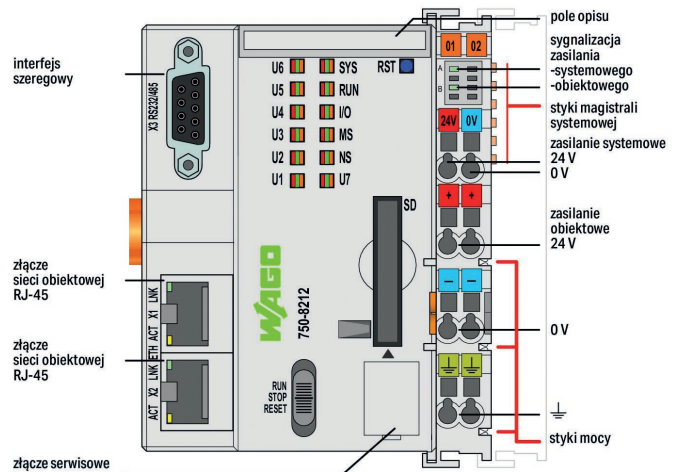 interfejs
szeregowy
złącze
sieci obiektowej
RJ-45
złącze
sieci obiektowej
RJ-45
złącze serwisowe
X3 RS232/485
ACT X1 LNK
ETH
ACT X2 LNK
U6 SYS RST
U5 RUN
U4 I/O
U3 MS
U2 NS
U1 U7
SD
WAGO
750-8212
RUN
STOP
RESET
01 02
A
B
24V 0V
+ +
— —
pole opisu
sygnalizacja
zasilania
-systemowego
-obiektowego
styki magistrali
systemowej
zasilanie systemowe
24 V
0 V
zasilanie
obiektowe
24 V
0 V
styki mocy